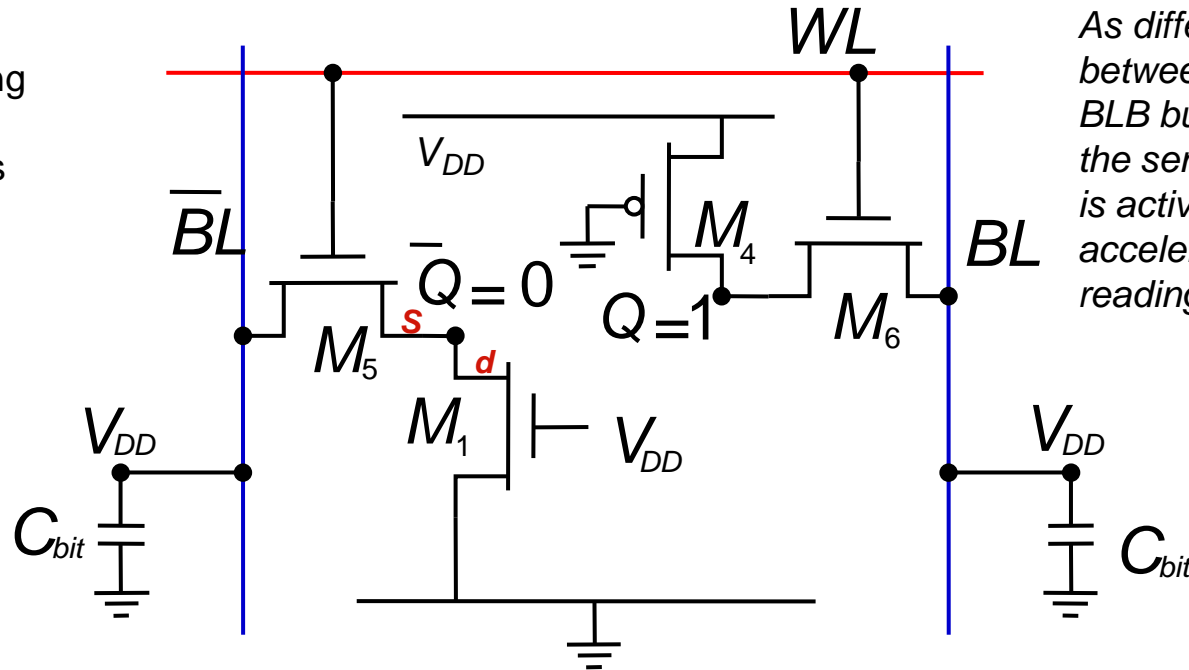 ng
s
WL
As diffe
betwee
BLB bu
the ser
is activ
accele
reading
V_DD
B̅L̅
M₄
BL
Q̅ = 0
Q = 1
s
M₅
M₆
d
M₁
V_DD
V_DD
V_DD
C_bit
C_bit